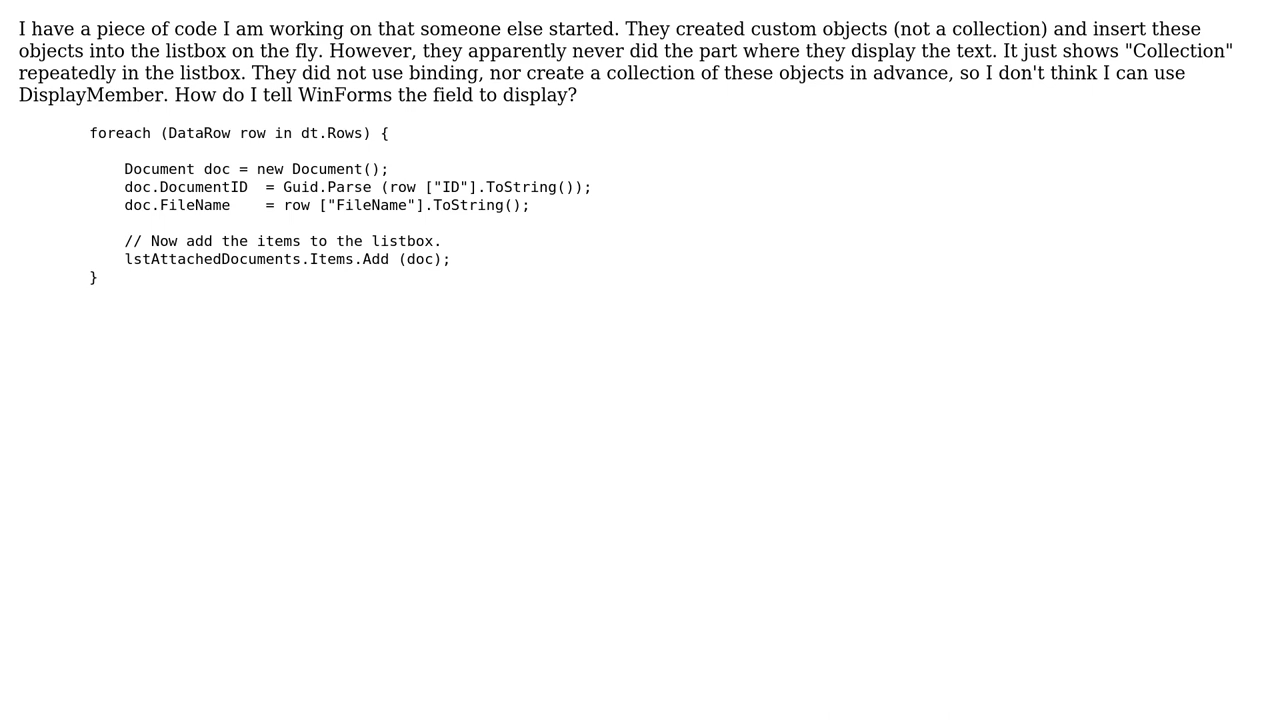 I have a piece of code I am working on that someone else started. They created custom objects (not a collection) and insert these
objects into the listbox on the fly. However, they apparently never did the part where they display the text. It just shows "Collection"
repeatedly in the listbox. They did not use binding, nor create a collection of these objects in advance, so I don't think I can use
DisplayMember. How do I tell WinForms the field to display?
foreach (DataRow row in dt.Rows) {
    Document doc = new Document();
    doc.DocumentID  = Guid.Parse (row ["ID"].ToString());
    doc.FileName    = row ["FileName"].ToString();
    // Now add the items to the listbox.
    lstAttachedDocuments.Items.Add (doc);
}